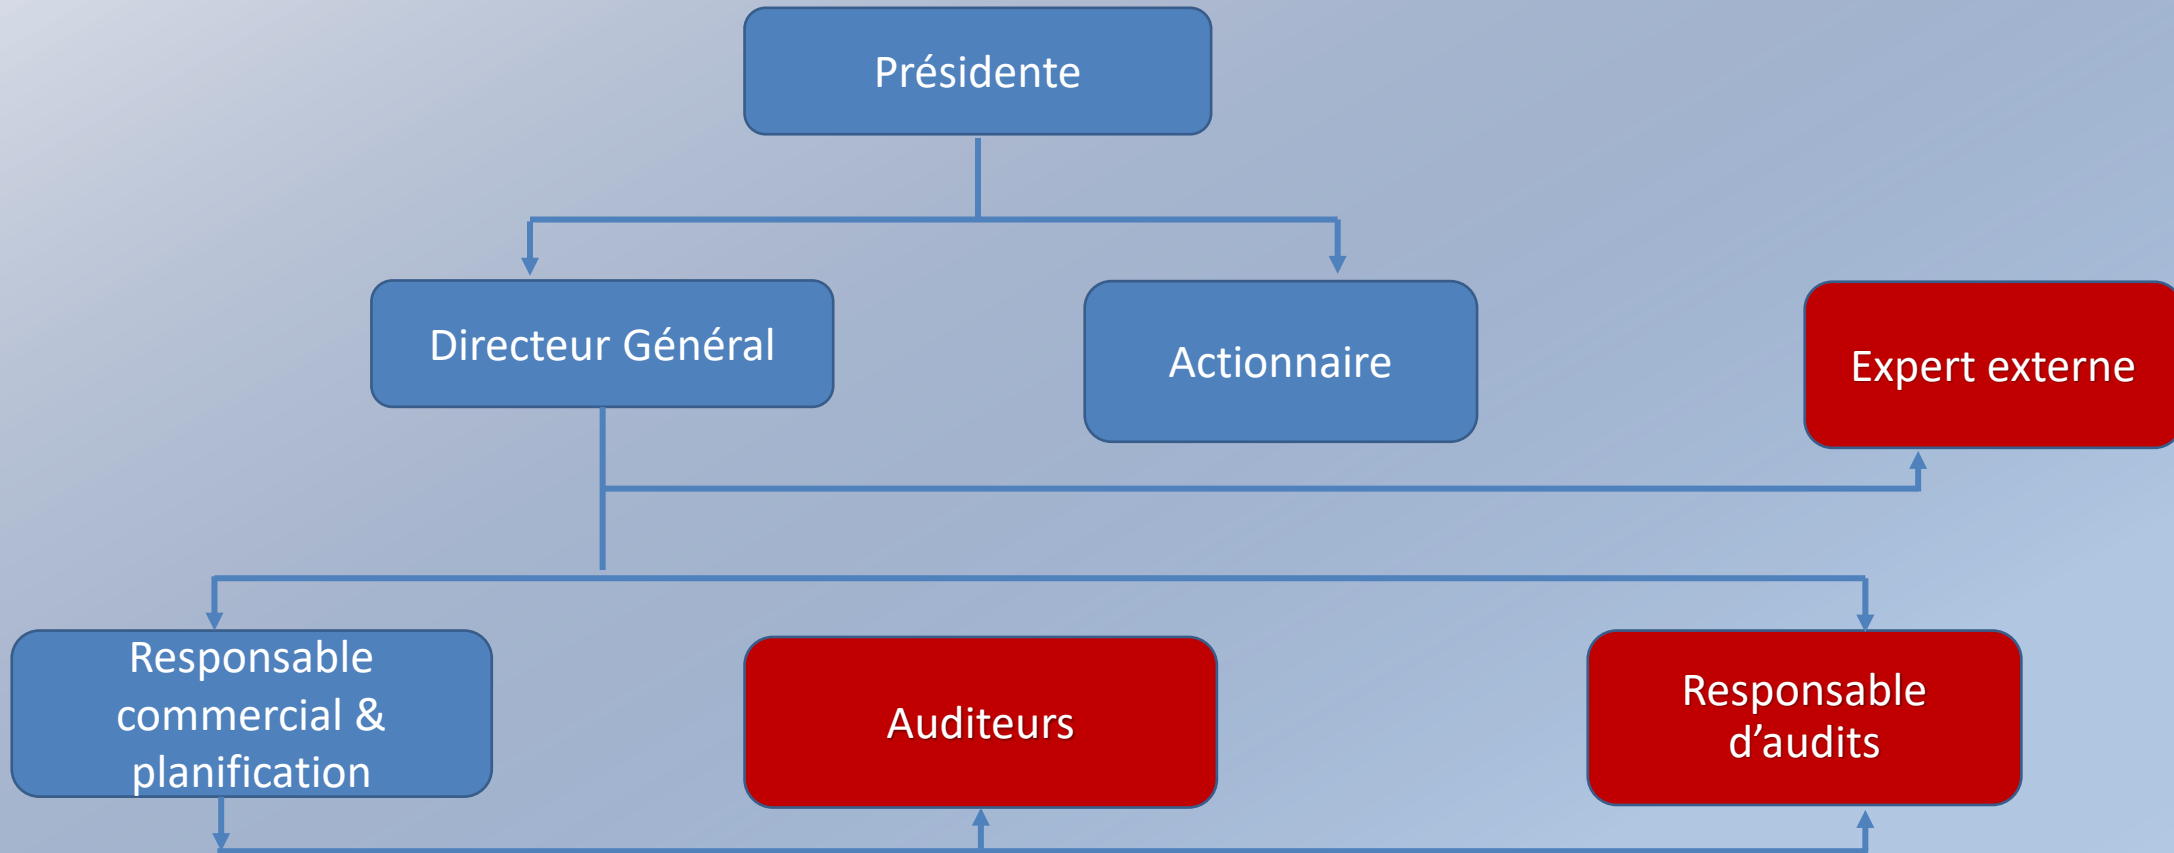 Présidente
Directeur Général
Actionnaire
Expert externe
Responsable
commercial &
planification
Auditeurs
Responsable
d’audits